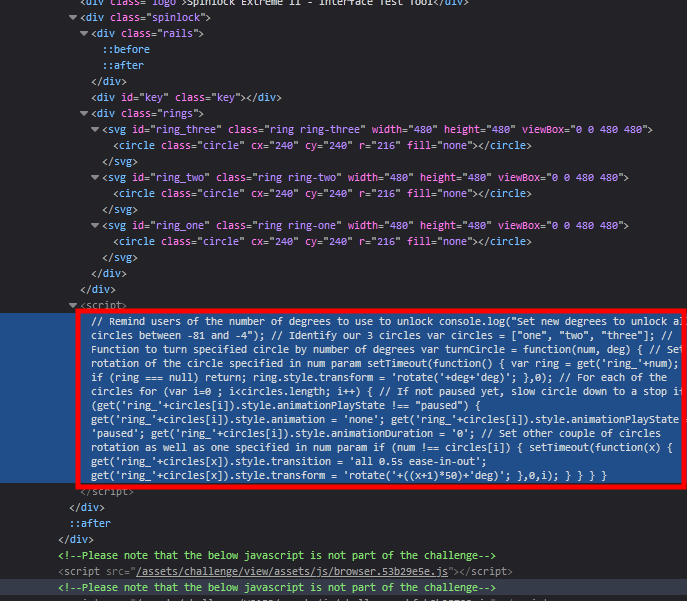 <div class="logo">Spinlock Extreme II - Interface Test Tool</div>
<div class="spinlock">
<div class="rails">
::before
::after
</div>
<div id="key" class="key"></div>
<div class="rings">
<svg id="ring_three" class="ring ring-three" width="480" height="480" viewBox="0 0 480 480">
<circle class="circle" cx="240" cy="240" r="216" fill="none"></circle>
</svg>
<svg id="ring_two" class="ring ring-two" width="480" height="480" viewBox="0 0 480 480">
<circle class="circle" cx="240" cy="240" r="216" fill="none"></circle>
</svg>
<svg id="ring_one" class="ring ring-one" width="480" height="480" viewBox="0 0 480 480">
<circle class="circle" cx="240" cy="240" r="216" fill="none"></circle>
</svg>
</div>
</div>
<script>
// Remind users of the number of degrees to use to unlock console.log("Set new degrees to unlock al
circles between -81 and -4"); // Identify our 3 circles var circles = ["one", "two", "three"]; //
Function to turn specified circle by number of degrees var turnCircle = function(num, deg) { // Set
rotation of the circle specified in num param setTimeout(function() { var ring = get('ring_'+num);
if (ring === null) return; ring.style.transform = 'rotate('+deg+'deg)'; },0); // For each of the
circles for (var i=0 ; i<circles.length; i++) { // If not paused yet, slow circle down to a stop i
(get('ring_'+circles[i]).style.animationPlayState !== "paused") {
get('ring_'+circles[i]).style.animation = 'none'; get('ring_'+circles[i]).style.animationPlayState =
'paused'; get('ring_'+circles[i]).style.animationDuration = '0'; // Set other couple of circles
rotation as well as one specified in num param if (num !== circles[i]) { setTimeout(function(x) {
get('ring_'+circles[x]).style.transition = 'all 0.5s ease-in-out';
get('ring_'+circles[x]).style.transform = 'rotate('+((x+1)*50)+'deg)'; },0,i); } } } }
</script>
</div>
::after
</div>
<!--Please note that the below javascript is not part of the challenge-->
<script src="/assets/challenge/view/assets/js/browser.53b29e5e.js"></script>
<!--Please note that the below javascript is not part of the challenge-->